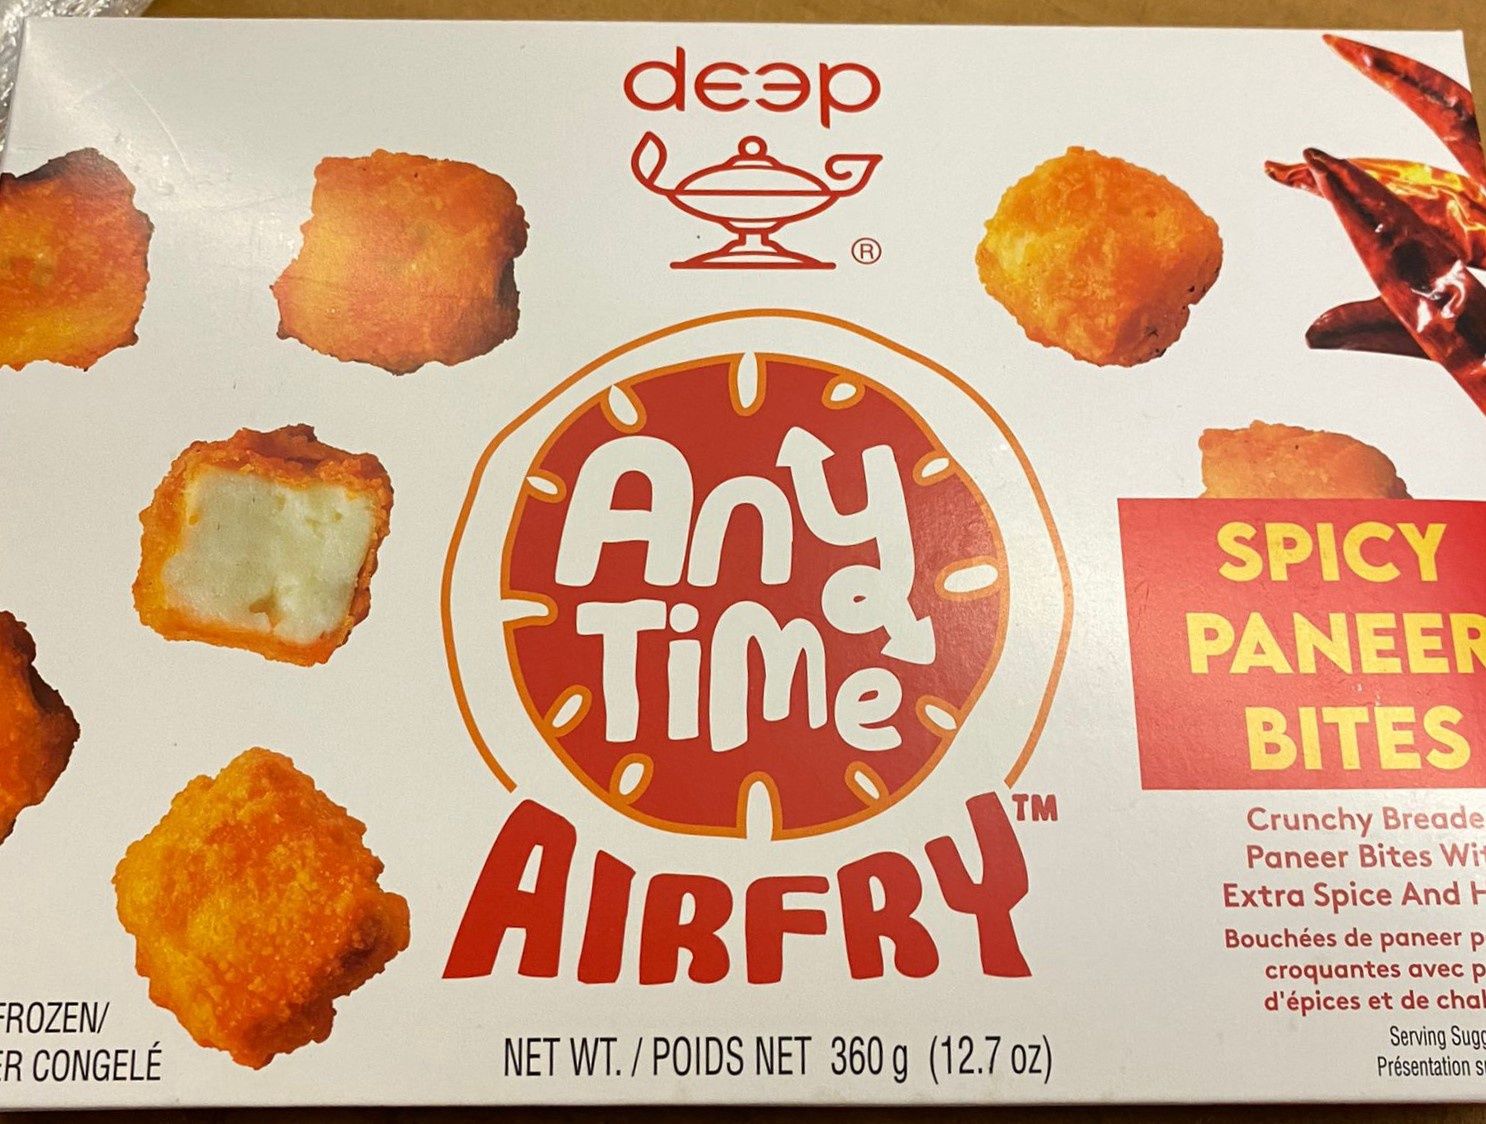 deep
®
Any
Time
AIRFRY™
SPICY
PANEER
BITES
Crunchy Breade
Paneer Bites Wit
Extra Spice And H
Bouchées de paneer p
croquantes avec p
d'épices et de chal
Serving Sugg
Présentation su
FROZEN/
ER CONGELÉ
NET WT. / POIDS NET 360 g (12.7 oz)